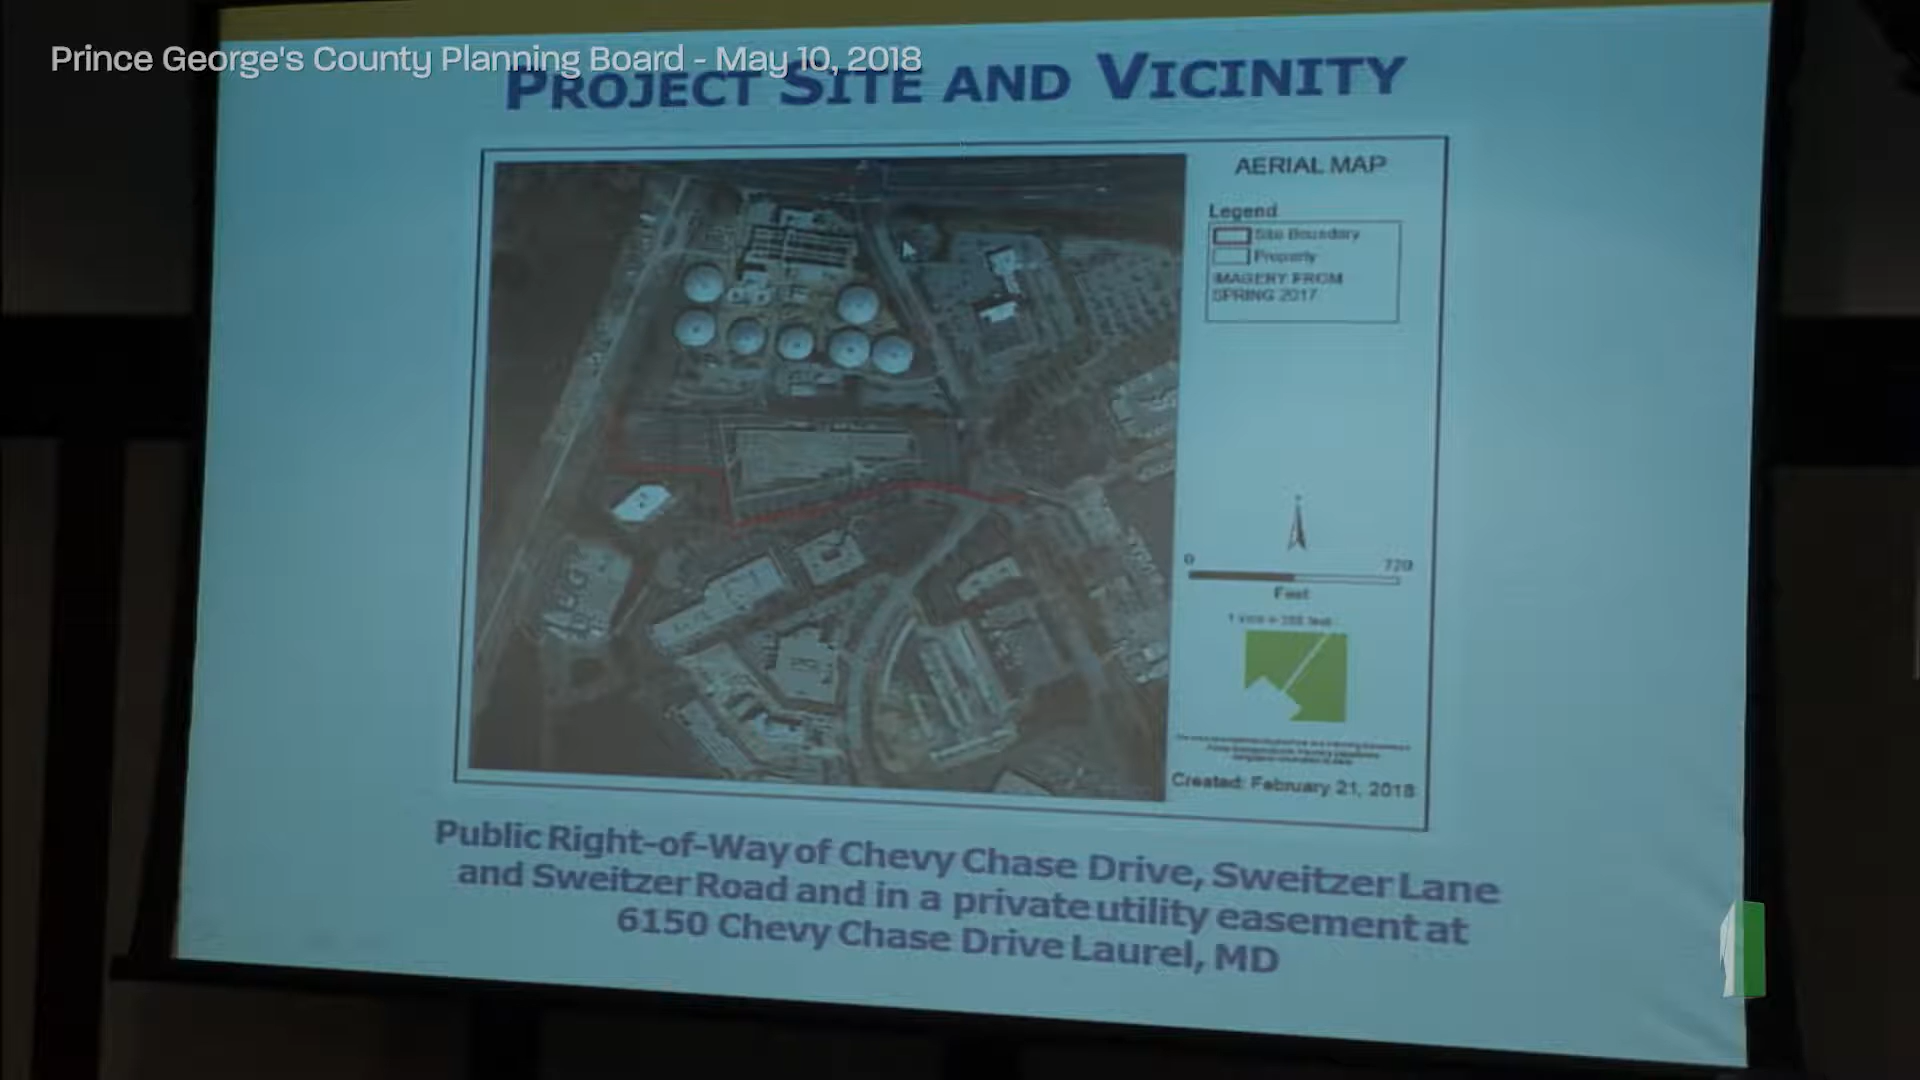 Prince George's County Planning Board - May 10, 2018
PROJECT SITE AND VICINITY
AERIAL MAP
Legend
Site Boundary
Property
IMAGERY FROM
SPRING 2017
0 720
Feet
Created: February 21, 2018
Public Right-of-Way of Chevy Chase Drive, Sweitzer Lane
and Sweitzer Road and in a private utility easement at
6150 Chevy Chase Drive Laurel, MD